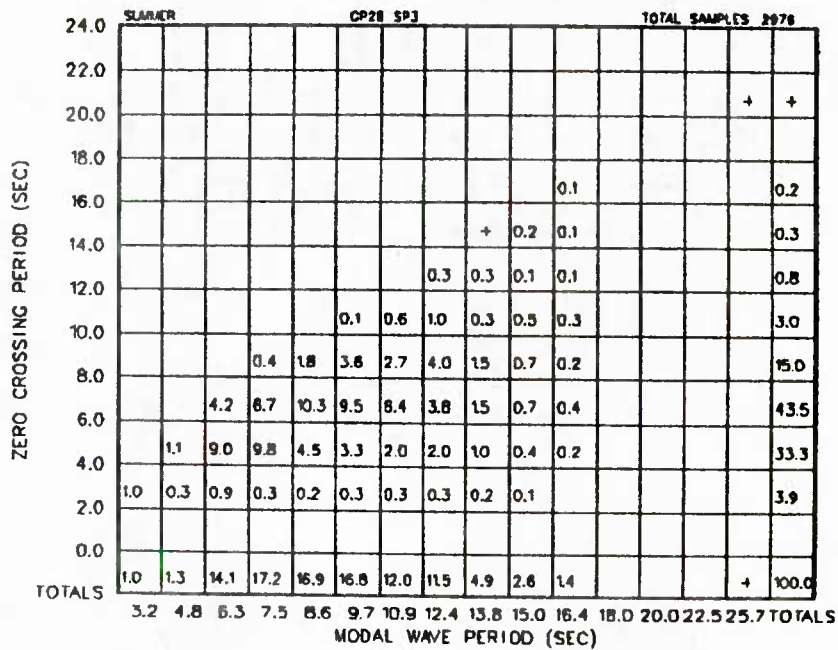 SUMMER CP28 SP3 TOTAL SAMPLES 2976
24.0
22.0
+ +
20.0
18.0
0.1 0.2
16.0
+ 0.2 0.1 0.3
14.0
0.3 0.3 0.1 0.1 0.8
12.0
0.1 0.6 1.0 0.3 0.5 0.3 3.0
10.0
0.4 1.8 3.6 2.7 4.0 1.5 0.7 0.2 15.0
8.0
4.2 6.7 10.3 9.5 6.4 3.8 1.5 0.7 0.4 43.5
6.0
1.1 9.0 9.8 4.5 3.3 2.0 2.0 1.0 0.4 0.2 33.3
4.0
1.0 0.3 0.9 0.3 0.2 0.3 0.3 0.3 0.2 0.1 3.9
2.0
0.0
TOTALS 1.0 1.3 14.1 17.2 16.9 16.8 12.0 11.5 4.9 2.6 1.4 + 100.0
3.2 4.8 6.3 7.5 8.6 9.7 10.9 12.4 13.8 15.0 16.4 18.0 20.0 22.5 25.7 TOTALS
MODAL WAVE PERIOD (SEC)
ZERO CROSSING PERIOD (SEC)